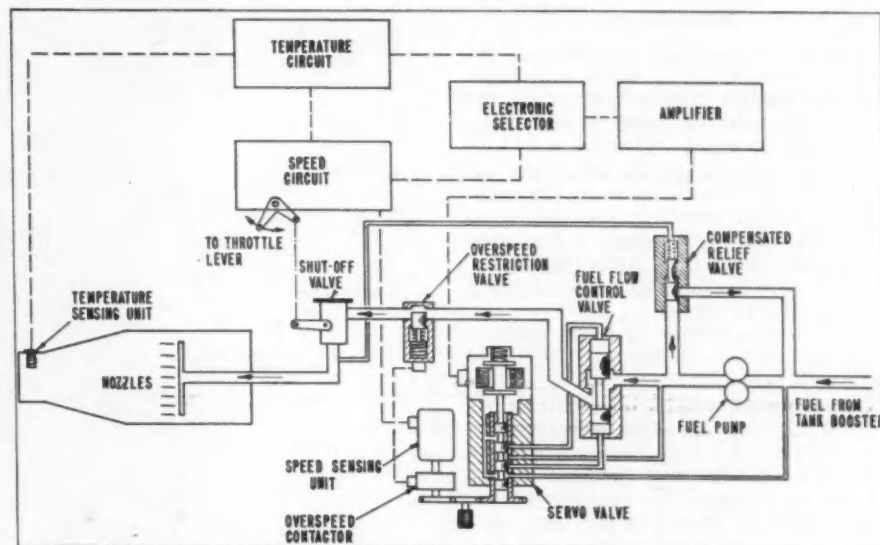 TEMPERATURE
CIRCUIT
ELECTRONIC
SELECTOR
AMPLIFIER
SPEED
CIRCUIT
TO THROTTLE
LEVER
SHUT-OFF
VALVE
OVERSPEED
RESTRICTION
VALVE
FUEL FLOW
CONTROL
VALVE
COMPENSATED
RELIEF
VALVE
TEMPERATURE
SENSING UNIT
NOZZLES
FUEL PUMP
FUEL FROM
TANK BOOSTER
SPEED SENSING
UNIT
OVERSPEED
CONTACTOR
SERVO VALVE